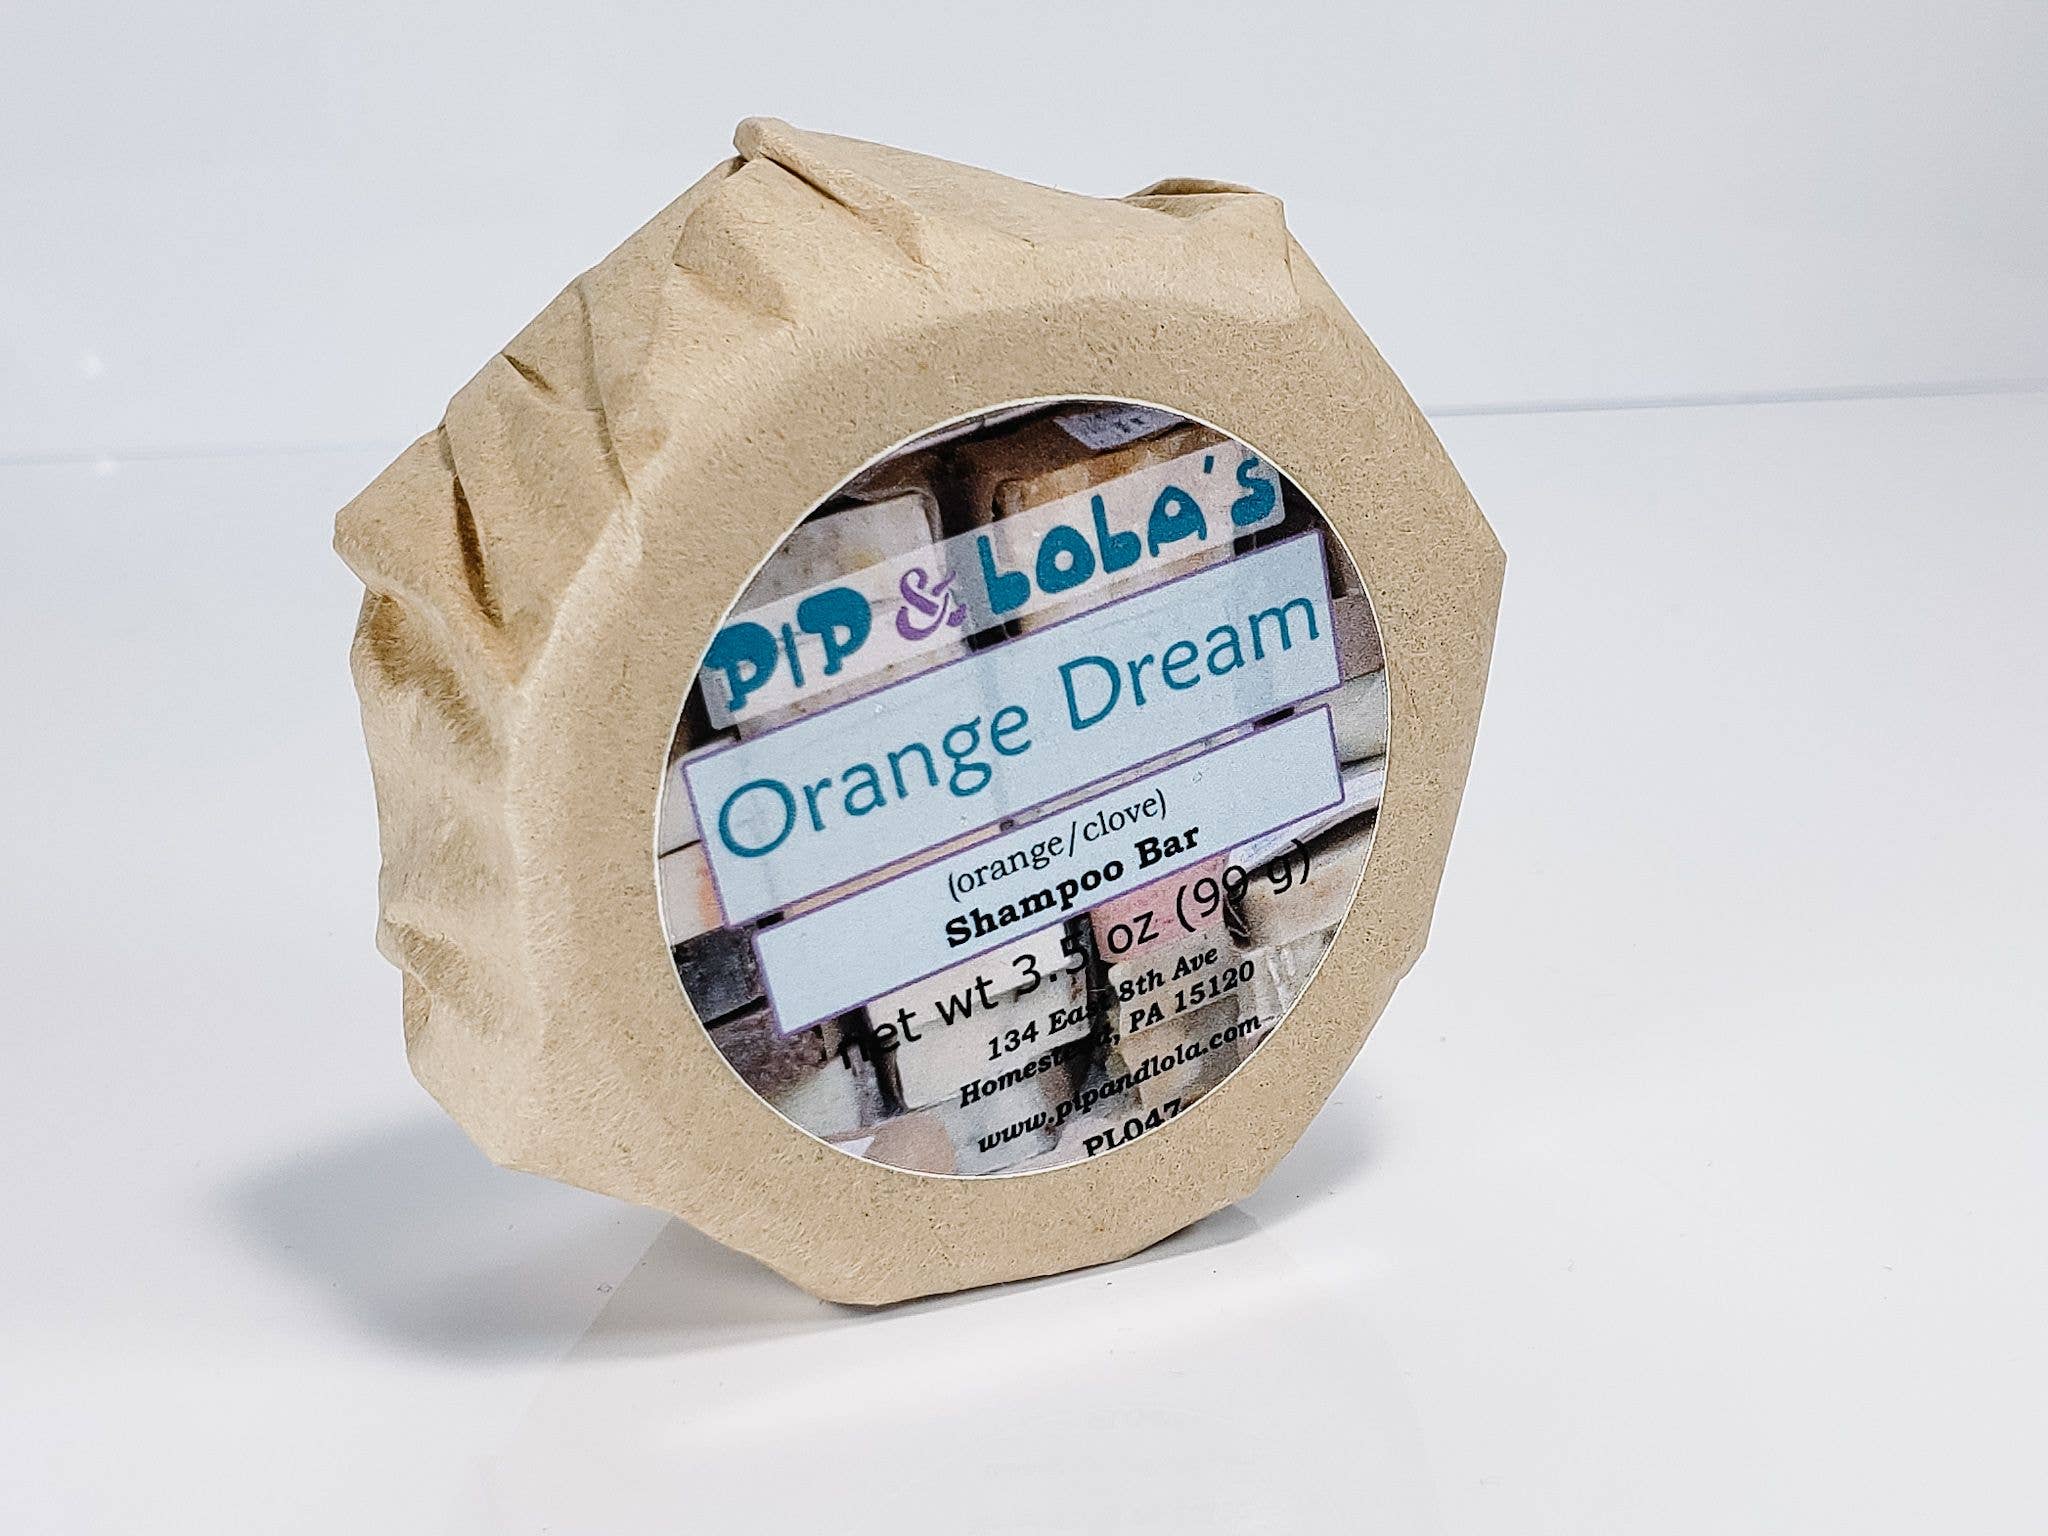 PIP & LOLA's
Orange Dream
(orange/clove)
Shampoo Bar
net wt 3.5 oz (99 g)
134 East 8th Ave
Homestead, PA 15120
www.pipandlola.com
PL047